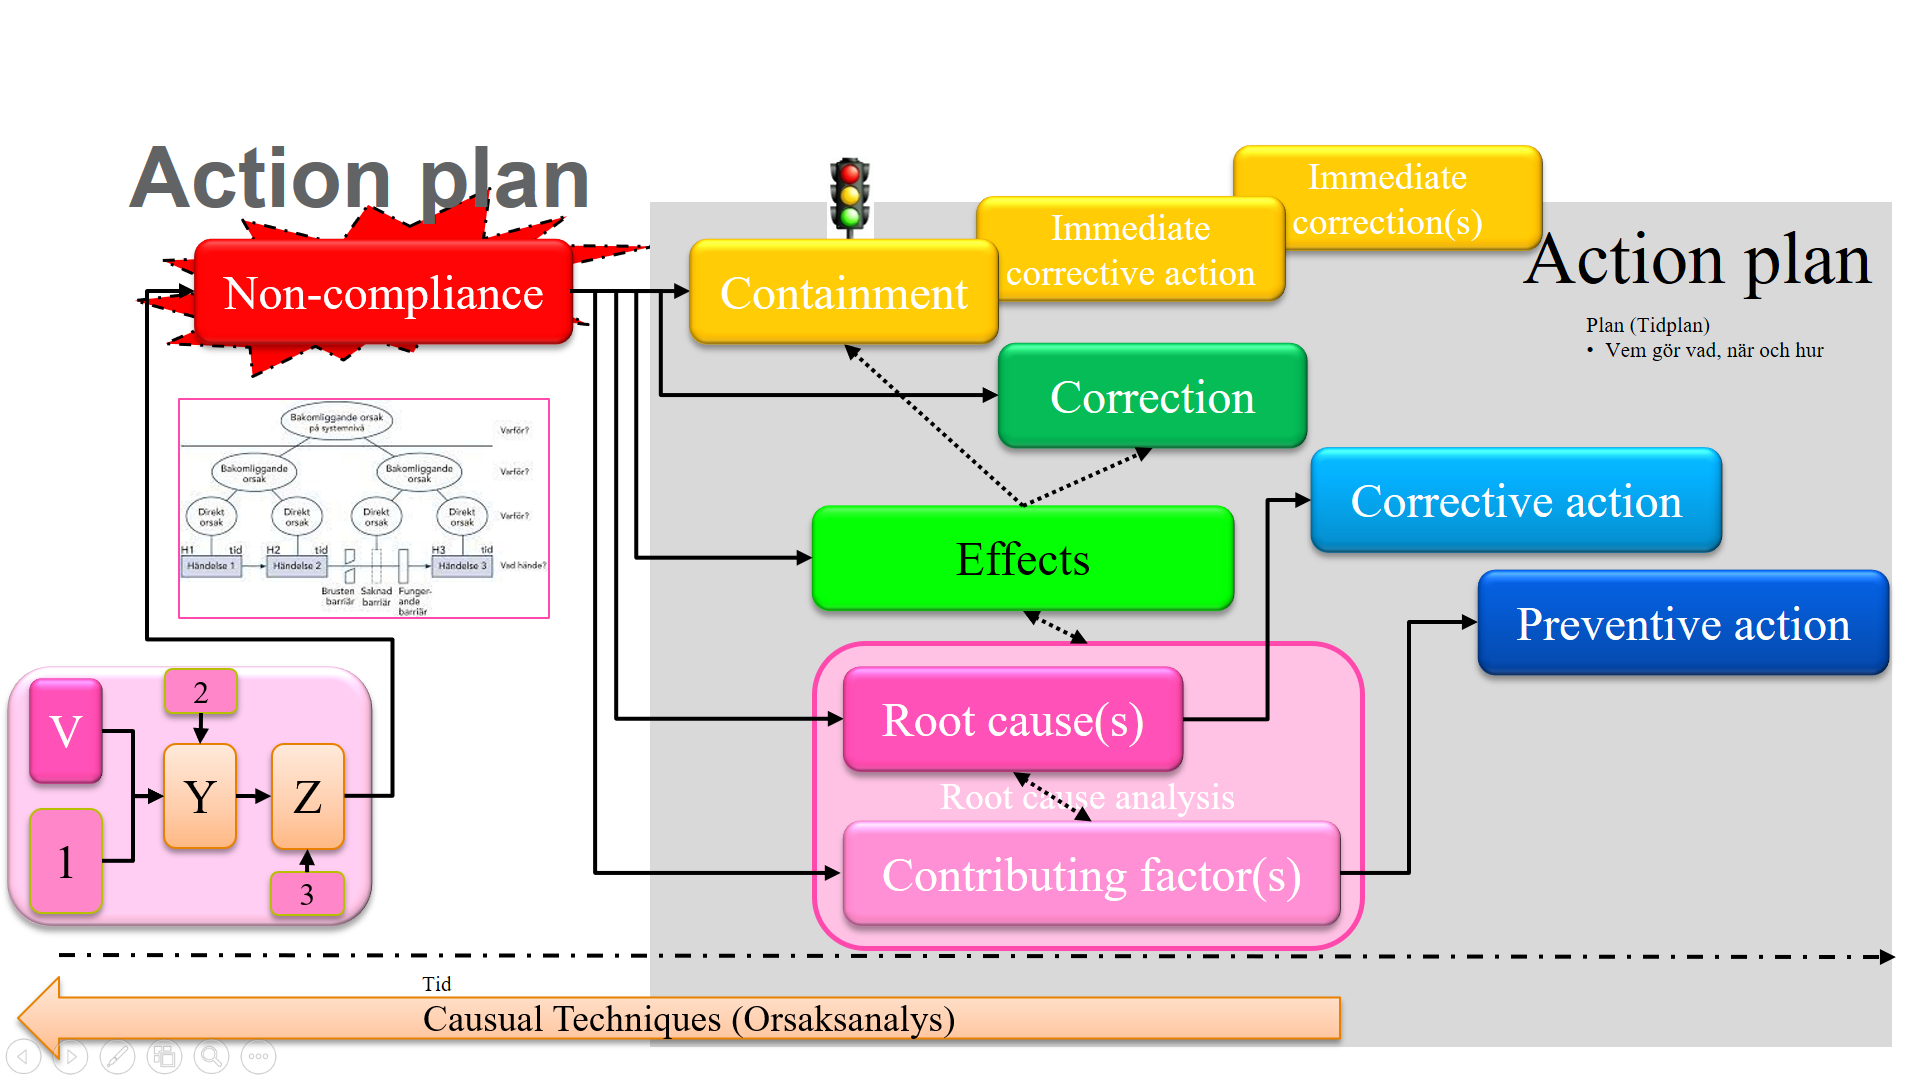 Action plan
Immediate
correction(s)
Immediate
corrective action
Action plan
Non-compliance
Containment
Plan (Tidplan)
• Vem gör vad, när och hur
Correction
Bakomliggande orsak
på systemnivå
Varför?
Bakomliggande
orsak
Bakomliggande
orsak
Varför?
Direkt
orsak
Direkt
orsak
Direkt
orsak
Direkt
orsak
Varför?
H1 tid H2 tid H3 tid
Händelse 1 Händelse 2 Händelse 3 Vad hände?
Brusten
barriär
Saknad
barriär
Funger-
ande
barriär
Corrective action
Effects
Preventive action
V
2
Y
Z
1
3
Root cause(s)
Root cause analysis
Contributing factor(s)
Tid
Causual Techniques (Orsaksanalys)